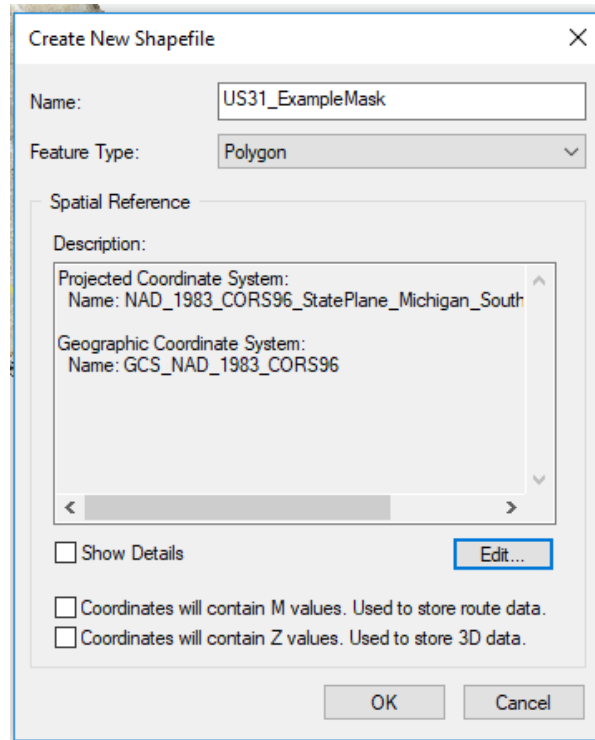 Create New Shapefile
Name: US31_ExampleMask
Feature Type: Polygon
Spatial Reference
Description:
Projected Coordinate System:
Name: NAD_1983_CORS96_StatePlane_Michigan_South
Geographic Coordinate System:
Name: GCS_NAD_1983_CORS96
Show Details
Edit...
Coordinates will contain M values. Used to store route data.
Coordinates will contain Z values. Used to store 3D data.
OK Cancel